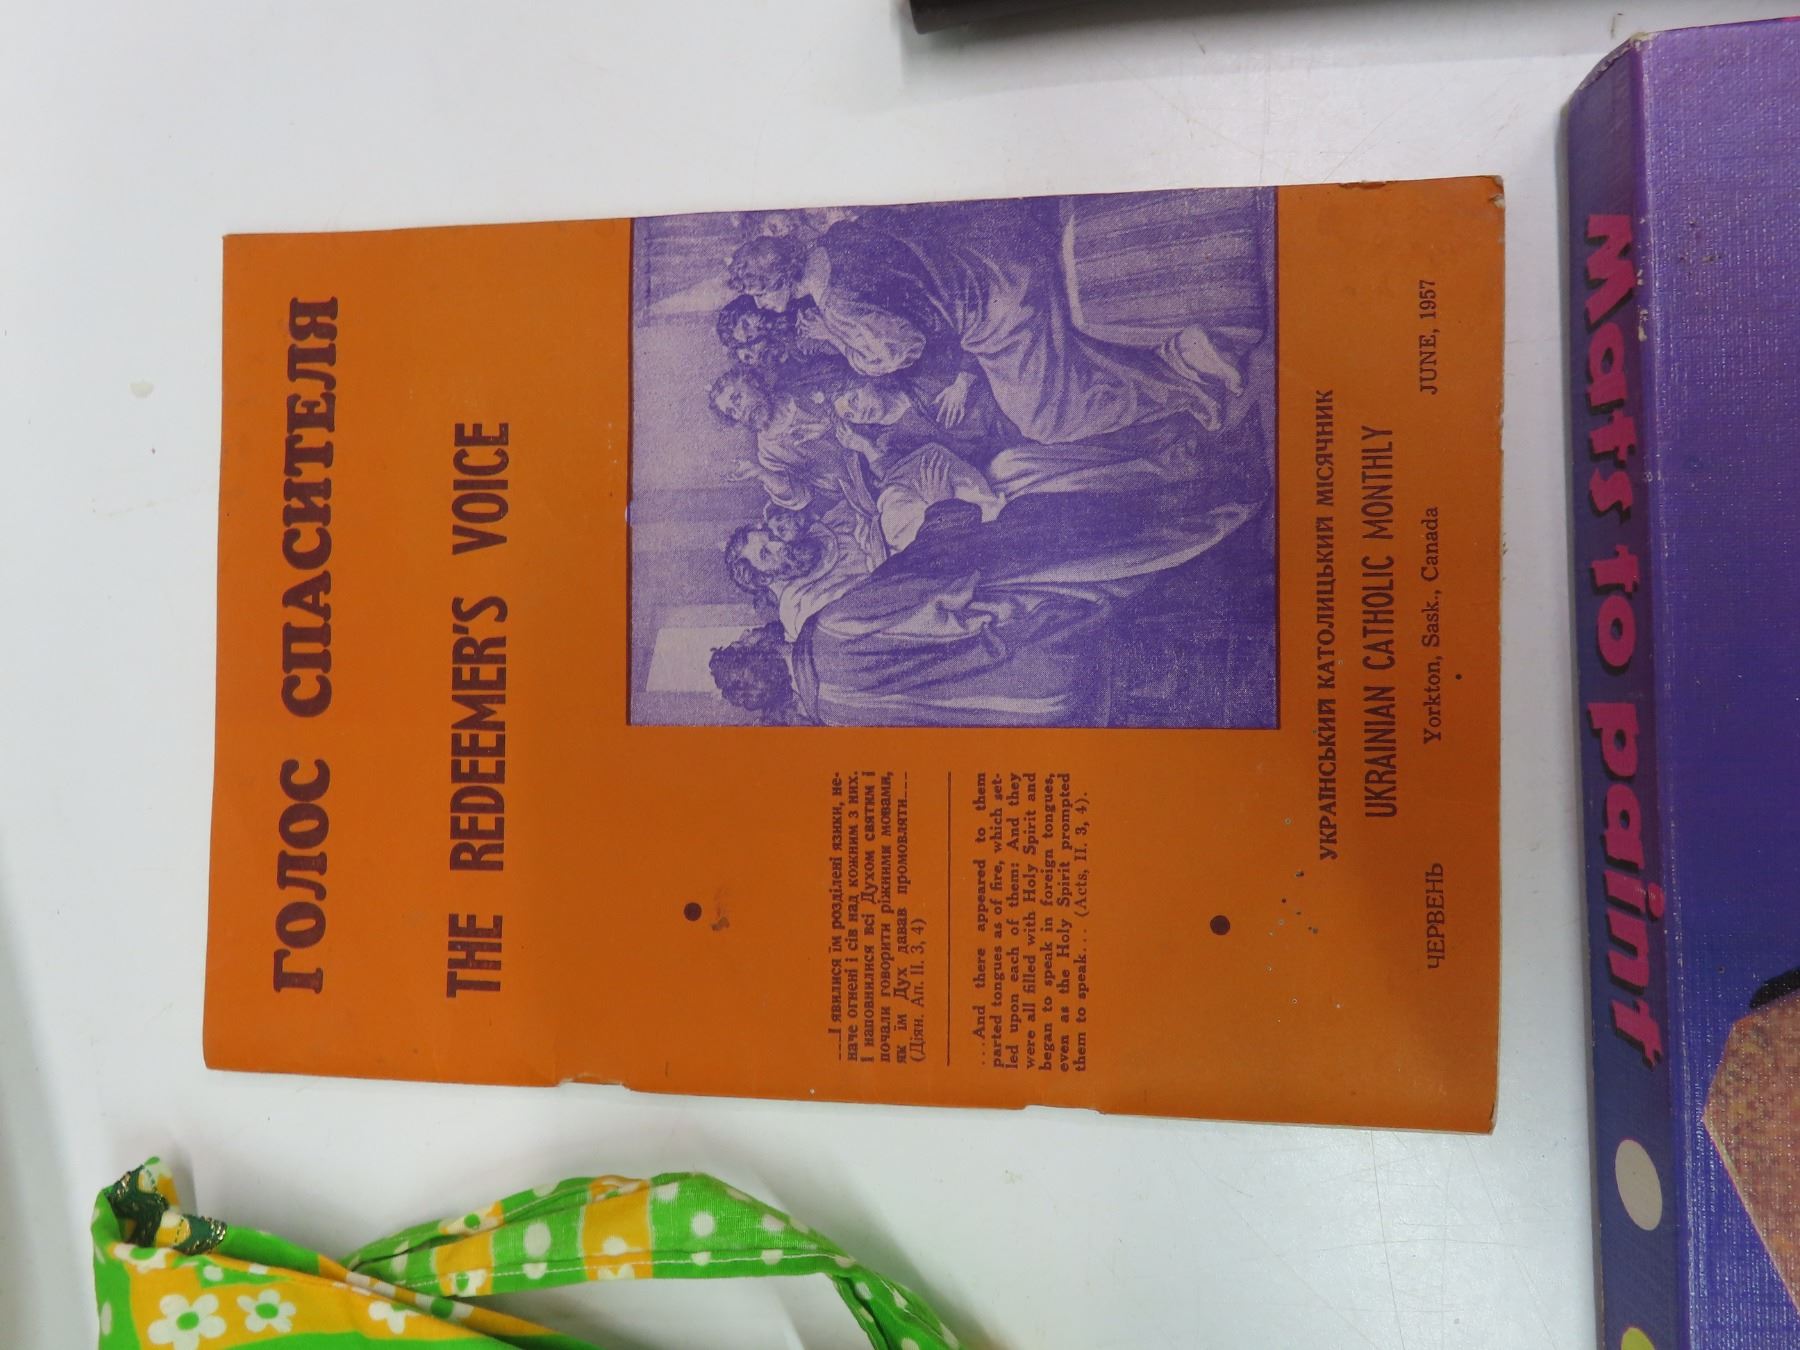 ГОЛОС СПАСИТЕЛЯ
THE REDEEMER'S VOICE
...І явилися їм розділені язики, не-
наче огнені і сів над кожним з них.
І наповнилися всі Духом святим і
почали говорити ріжними мовами,
як їм Дух давав промовляти...
(Діян. Ап. II. 3, 4)
...And there appeared to them
parted tongues as of fire, which set-
led upon each of them: And they
were all filled with Holy Spirit and
began to speak in foreign tongues,
even as the Holy Spirit prompted
them to speak... (Acts, II. 3, 4).
УКРАЇНСЬКИЙ КАТОЛИЦЬКИЙ МІСЯЧНИК
UKRAINIAN CATHOLIC MONTHLY
ЧЕРВЕНЬ Yorkton, Sask., Canada JUNE, 1957
Mats to paint